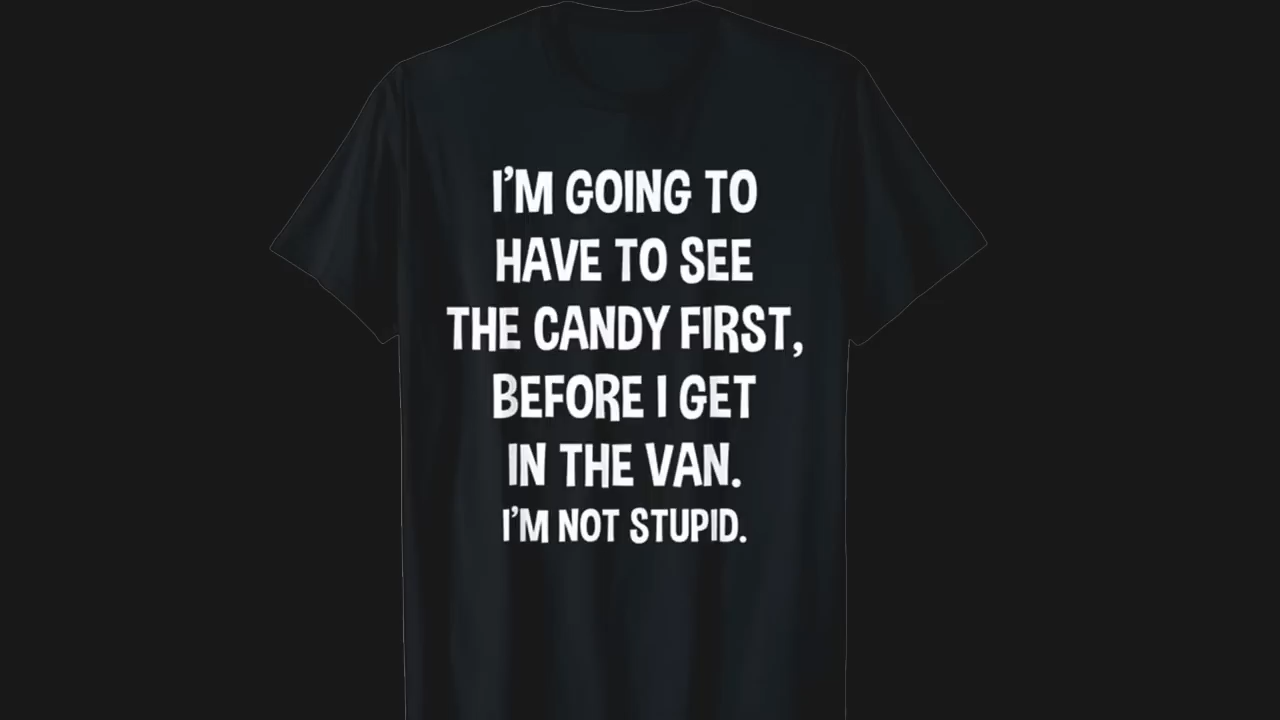 I'M GOING TO
HAVE TO SEE
THE CANDY FIRST,
BEFORE I GET
IN THE VAN.
I'M NOT STUPID.